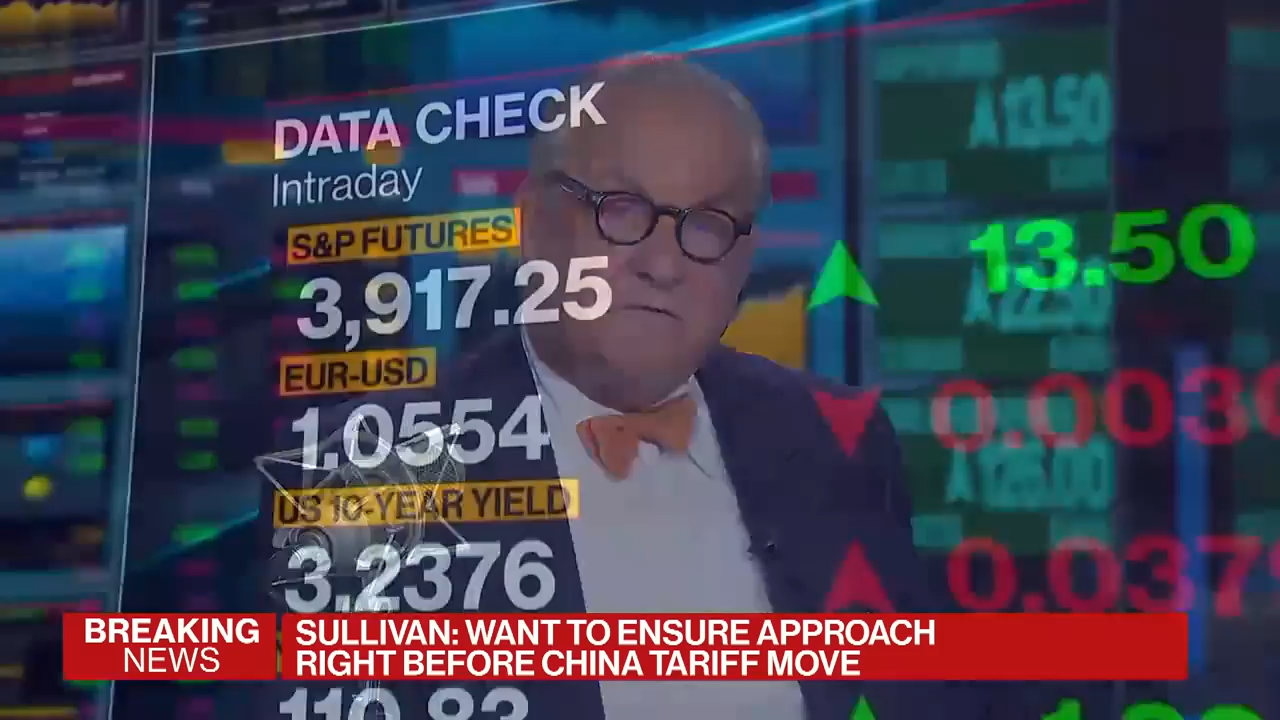 DATA CHECK
Intraday
S&P FUTURES
3,917.25
13.50
EUR-USD
1.0554
US 10-YEAR YIELD
3.2376
BREAKING
NEWS
SULLIVAN: WANT TO ENSURE APPROACH
RIGHT BEFORE CHINA TARIFF MOVE